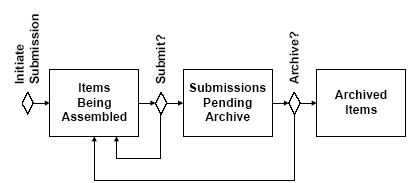 Initiate
Submission
Items
Being
Assembled
Submit?
Submissions
Pending
Archive
Archive?
Archived
Items